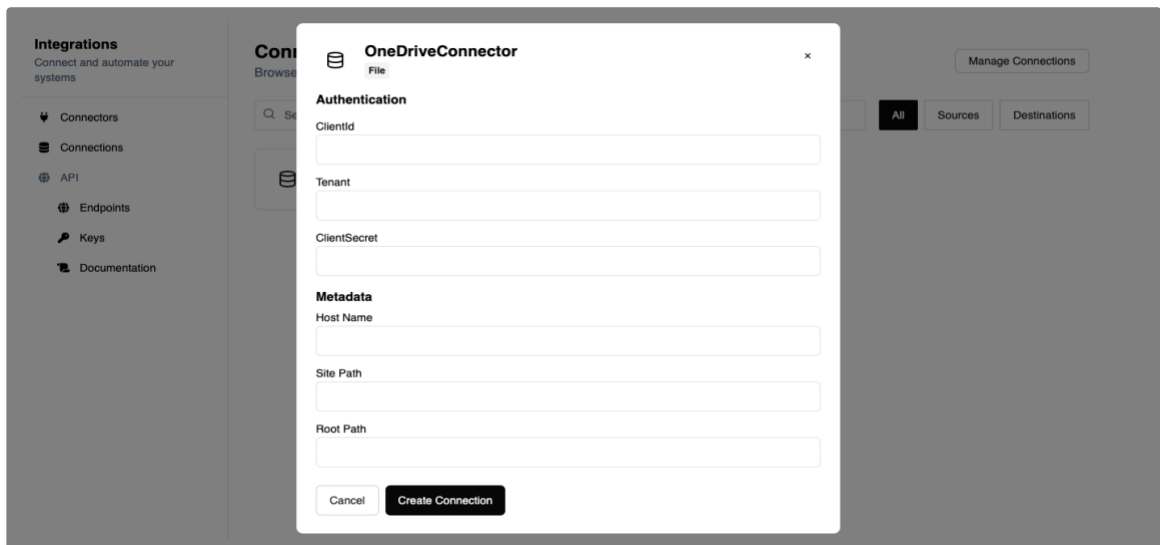 Integrations
Connect and automate your
systems
Connectors
Connections
API
Endpoints
Keys
Documentation
Browse
Manage Connections
All
Sources
Destinations
OneDriveConnector
File
×
Authentication
ClientId
Tenant
ClientSecret
Metadata
Host Name
Site Path
Root Path
Cancel
Create Connection